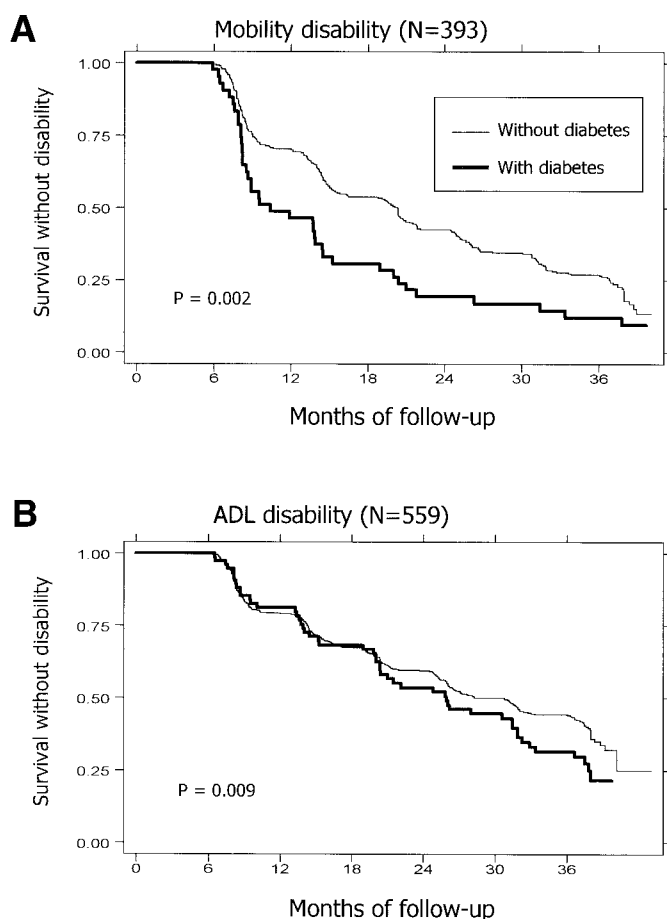 A
Mobility disability (N=393)
1.00
0.75
0.50
0.25
0.00
Survival without disability
Without diabetes
With diabetes
P = 0.002
0 6 12 18 24 30 36
Months of follow-up
B
ADL disability (N=559)
1.00
0.75
0.50
0.25
0.00
Survival without disability
P = 0.009
0 6 12 18 24 30 36
Months of follow-up